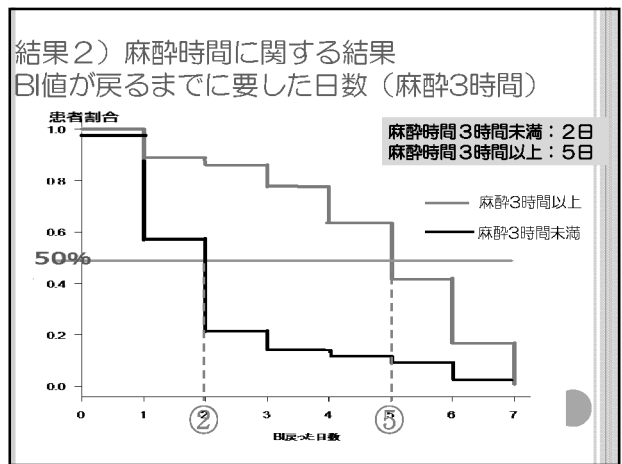 結果2）麻酔時間に関する結果
BI値が戻るまでに要した日数（麻酔3時間）
患者割合
麻酔時間3時間未満：2日
麻酔時間3時間以上：5日
1.0
0.8
0.6
50%
0.4
0.2
0.0
麻酔3時間以上
麻酔3時間未満
0 1 2 3 4 5 6 7
② ⑤
BI戻った日数